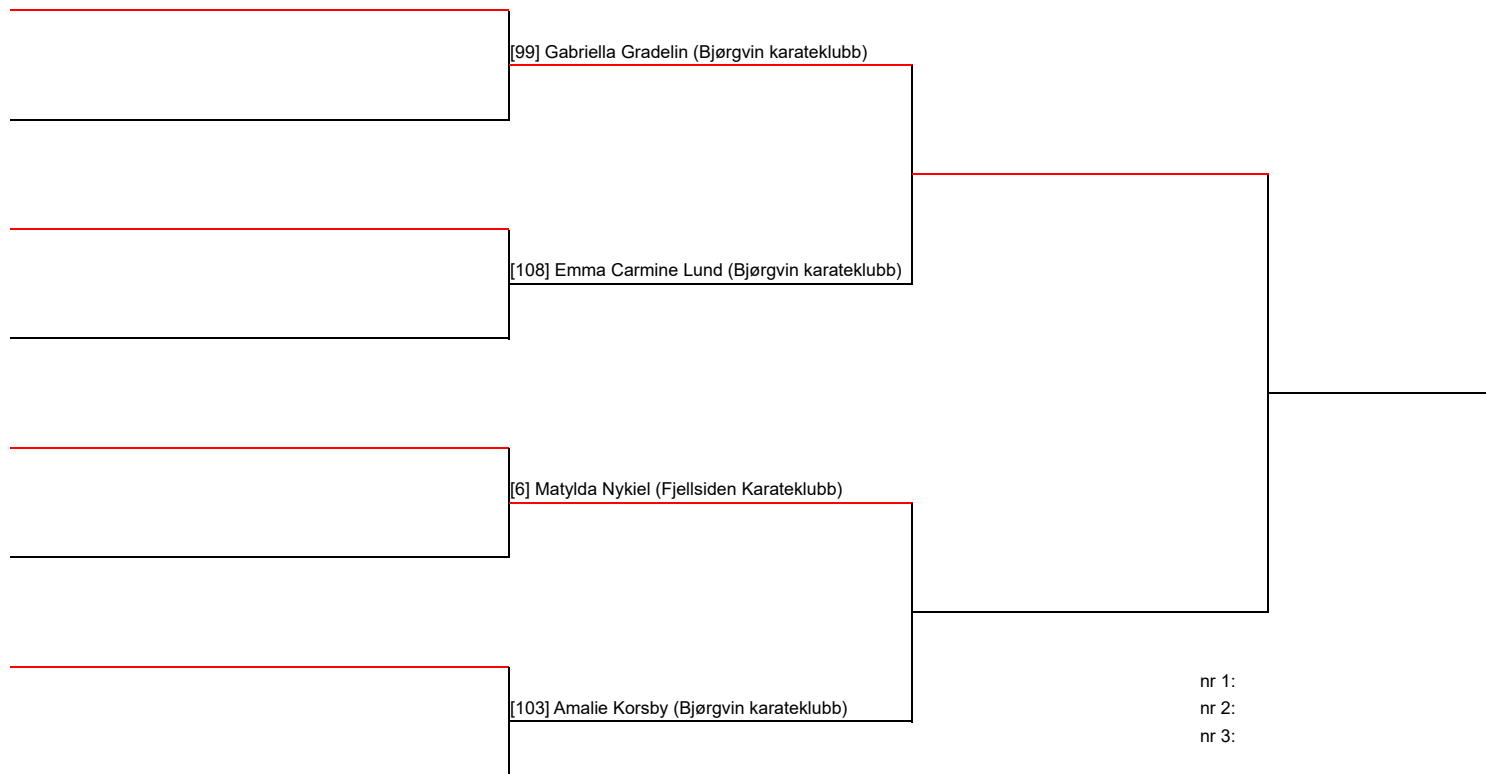 [99] Gabriella Gradelin (Bjørgvin karateklubb)
[108] Emma Carmine Lund (Bjørgvin karateklubb)
[6] Matylda Nykiel (Fjellsiden Karateklubb)
[103] Amalie Korsby (Bjørgvin karateklubb)
nr 1:
nr 2:
nr 3: